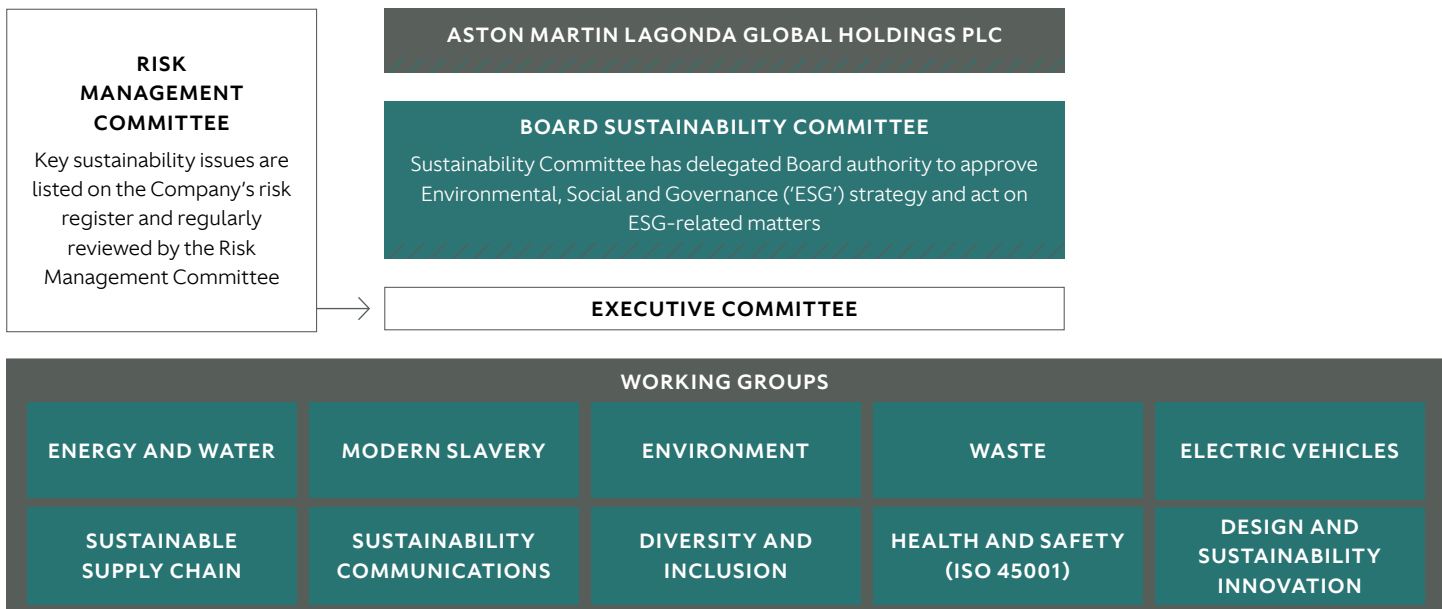 RISK
MANAGEMENT
COMMITTEE
Key sustainability issues are
listed on the Company’s risk
register and regularly
reviewed by the Risk
Management Committee
ASTON MARTIN LAGONDA GLOBAL HOLDINGS PLC
BOARD SUSTAINABILITY COMMITTEE
Sustainability Committee has delegated Board authority to approve
Environmental, Social and Governance (‘ESG’) strategy and act on
ESG-related matters
EXECUTIVE COMMITTEE
WORKING GROUPS
ENERGY AND WATER
MODERN SLAVERY
ENVIRONMENT
WASTE
ELECTRIC VEHICLES
SUSTAINABLE
SUPPLY CHAIN
SUSTAINABILITY
COMMUNICATIONS
DIVERSITY AND
INCLUSION
HEALTH AND SAFETY
(ISO 45001)
DESIGN AND
SUSTAINABILITY
INNOVATION